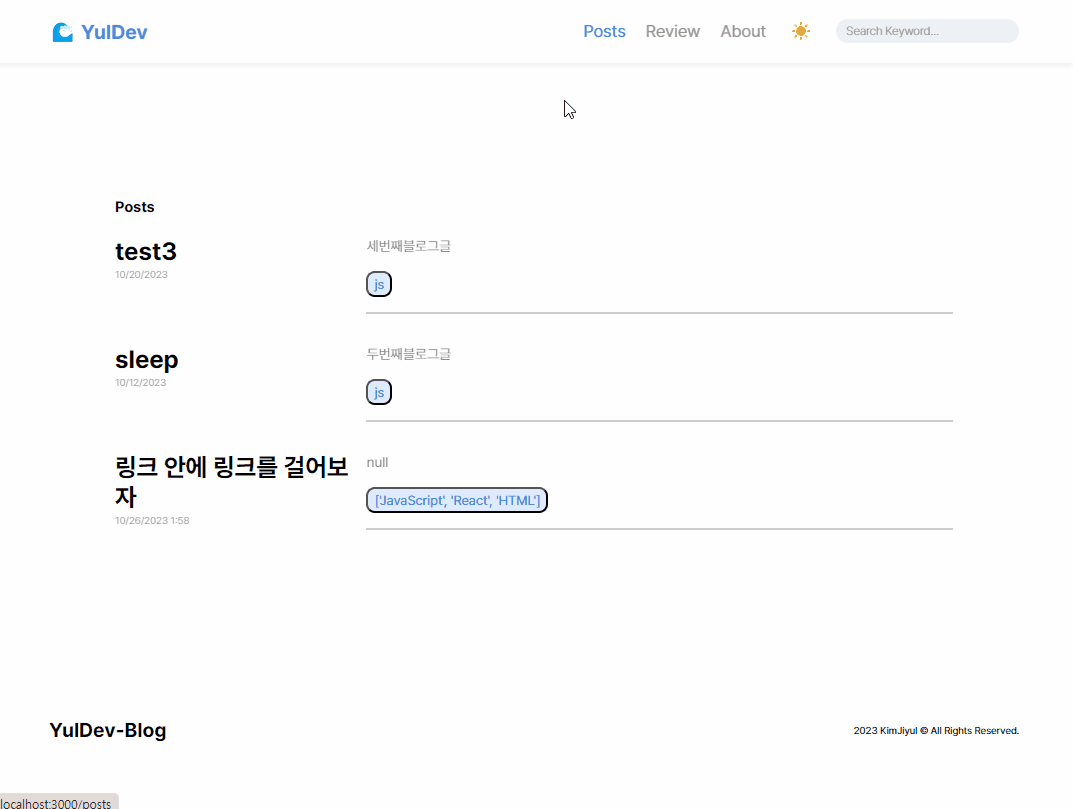 YulDev
Posts Review About Search Keyword...
Posts
test3
10/20/2023
세번째블로그글
js
sleep
10/12/2023
두번째블로그글
js
링크 안에 링크를 걸어보
자
10/26/2023 1:58
null
['JavaScript', 'React', 'HTML']
YulDev-Blog
2023 KimJiyul © All Rights Reserved.
localhost:3000/posts